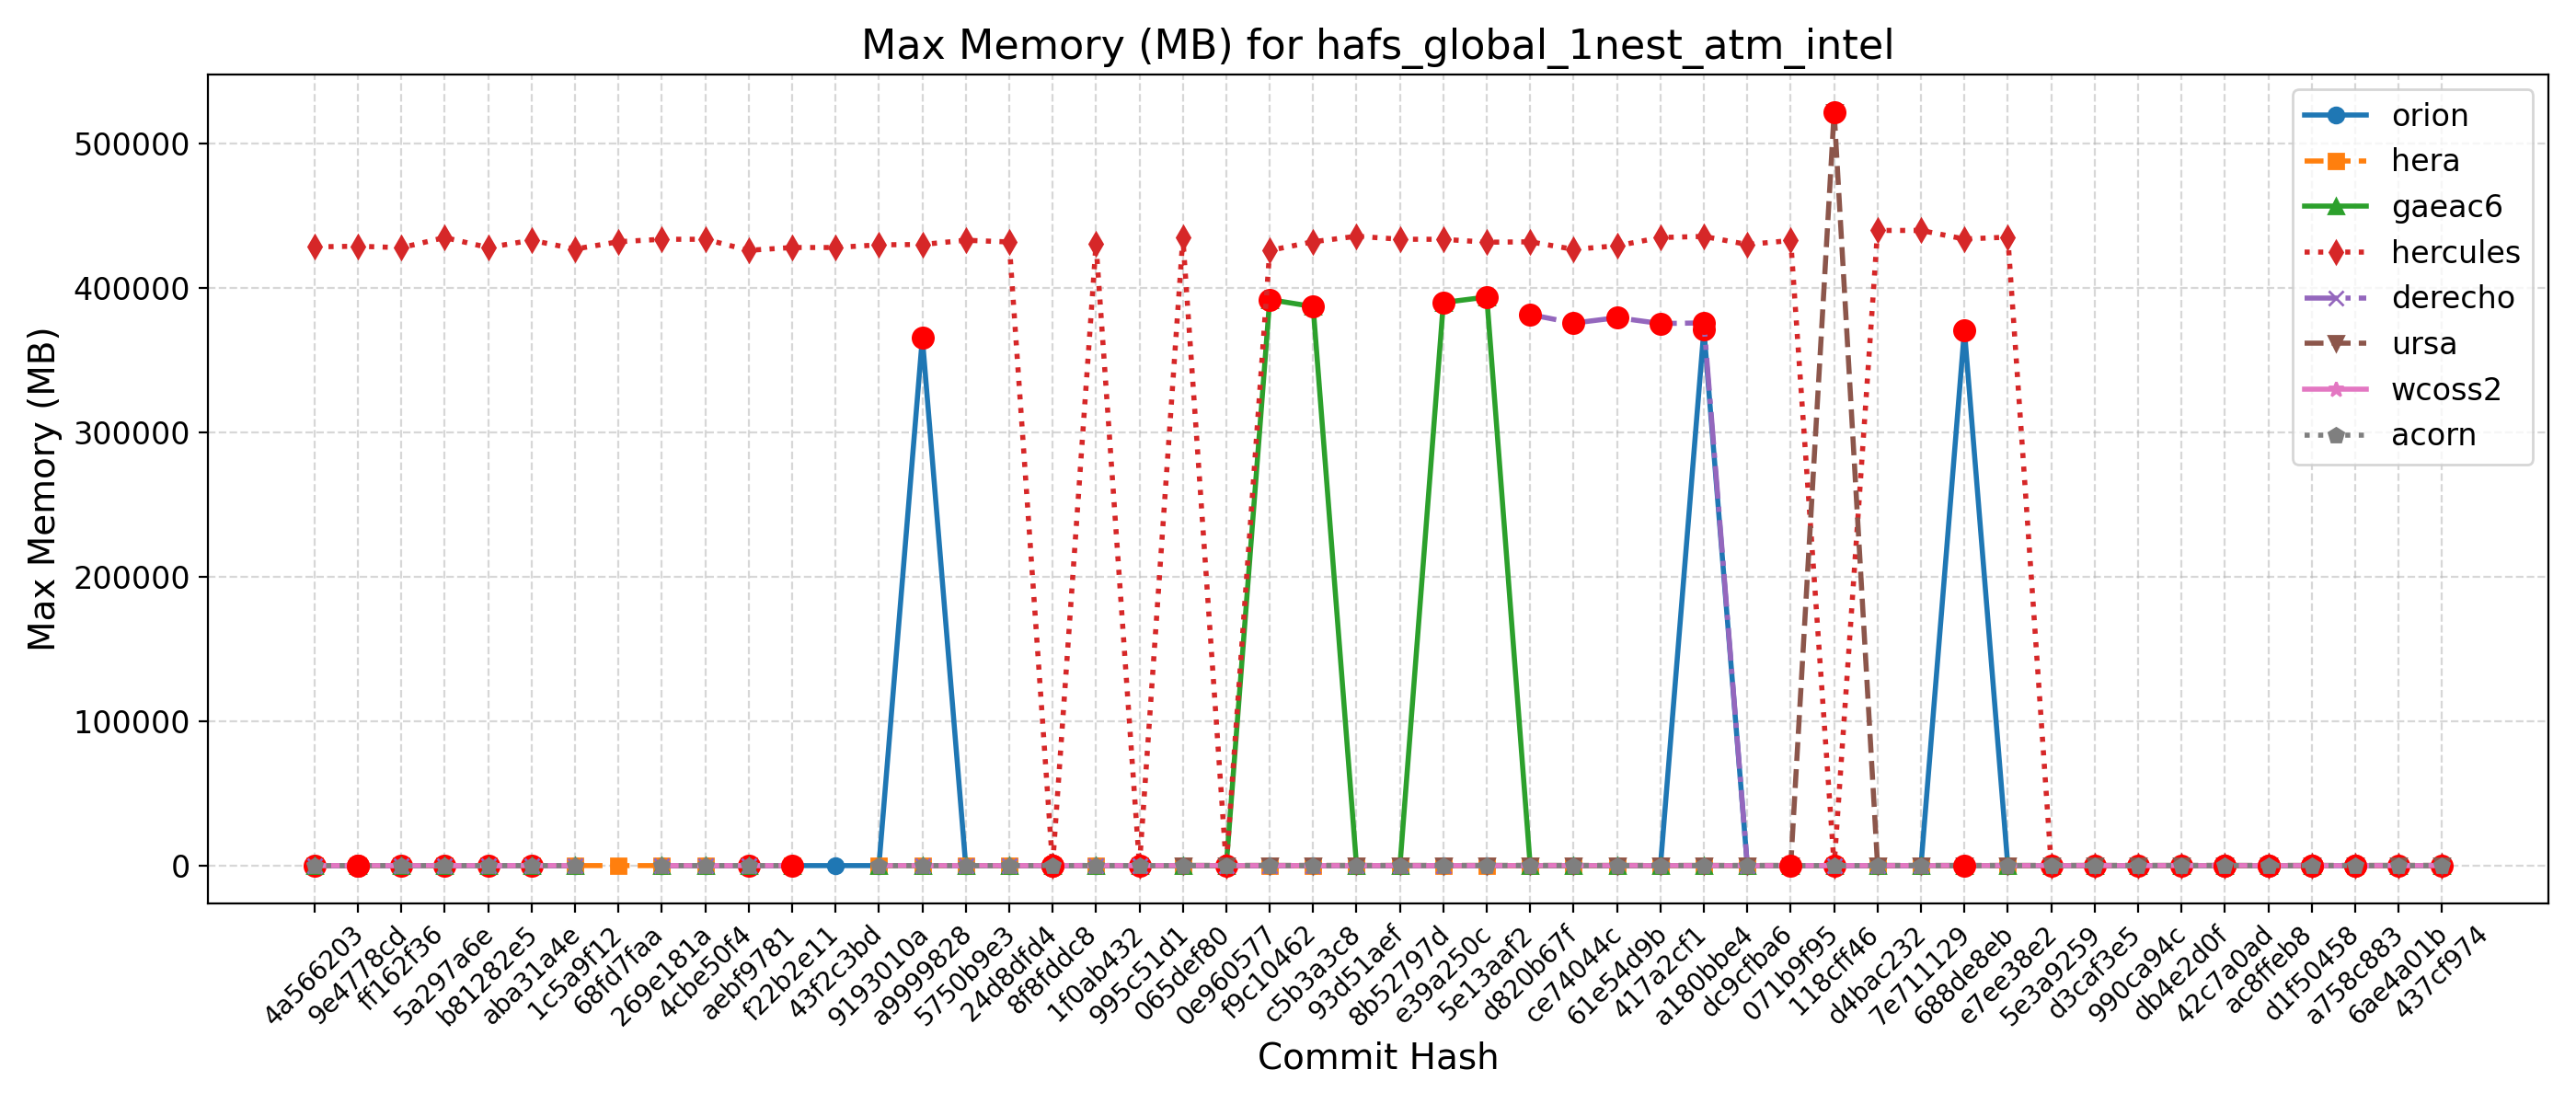 Max Memory (MB) for hafs_global_1nest_atm_intel
Max Memory (MB)
500000
400000
300000
200000
100000
0
orion
hera
gaeac6
hercules
derecho
ursa
wcoss2
acorn
4a566203
9e4778cd
ff162f36
5a297a6e
b81282e5
aba31a4e
1c5a9f12
68fd7faa
269e181a
4cbe50f4
aebf9781
f22b2e11
43f2c3bd
9193010a
a9999828
5750b9e3
24d8dfd4
8f8fddc8
1f0ab432
995c51d1
065def80
0e960577
f9c10462
c5b3a3c8
93d51aef
8b52797d
e39a250c
5e13aaf2
d820b67f
ce74044c
61e54d9b
417a2cf1
a180bbe4
dc9cfba6
071b9f95
118cff46
d4bac232
7e711129
688de8eb
e7ee38e2
5e3a9259
d3caf3e5
990ca94c
db4e2d0f
42c7a0ad
ac8ffeb8
d1f50458
a758c883
6ae4a01b
437cf974
Commit Hash